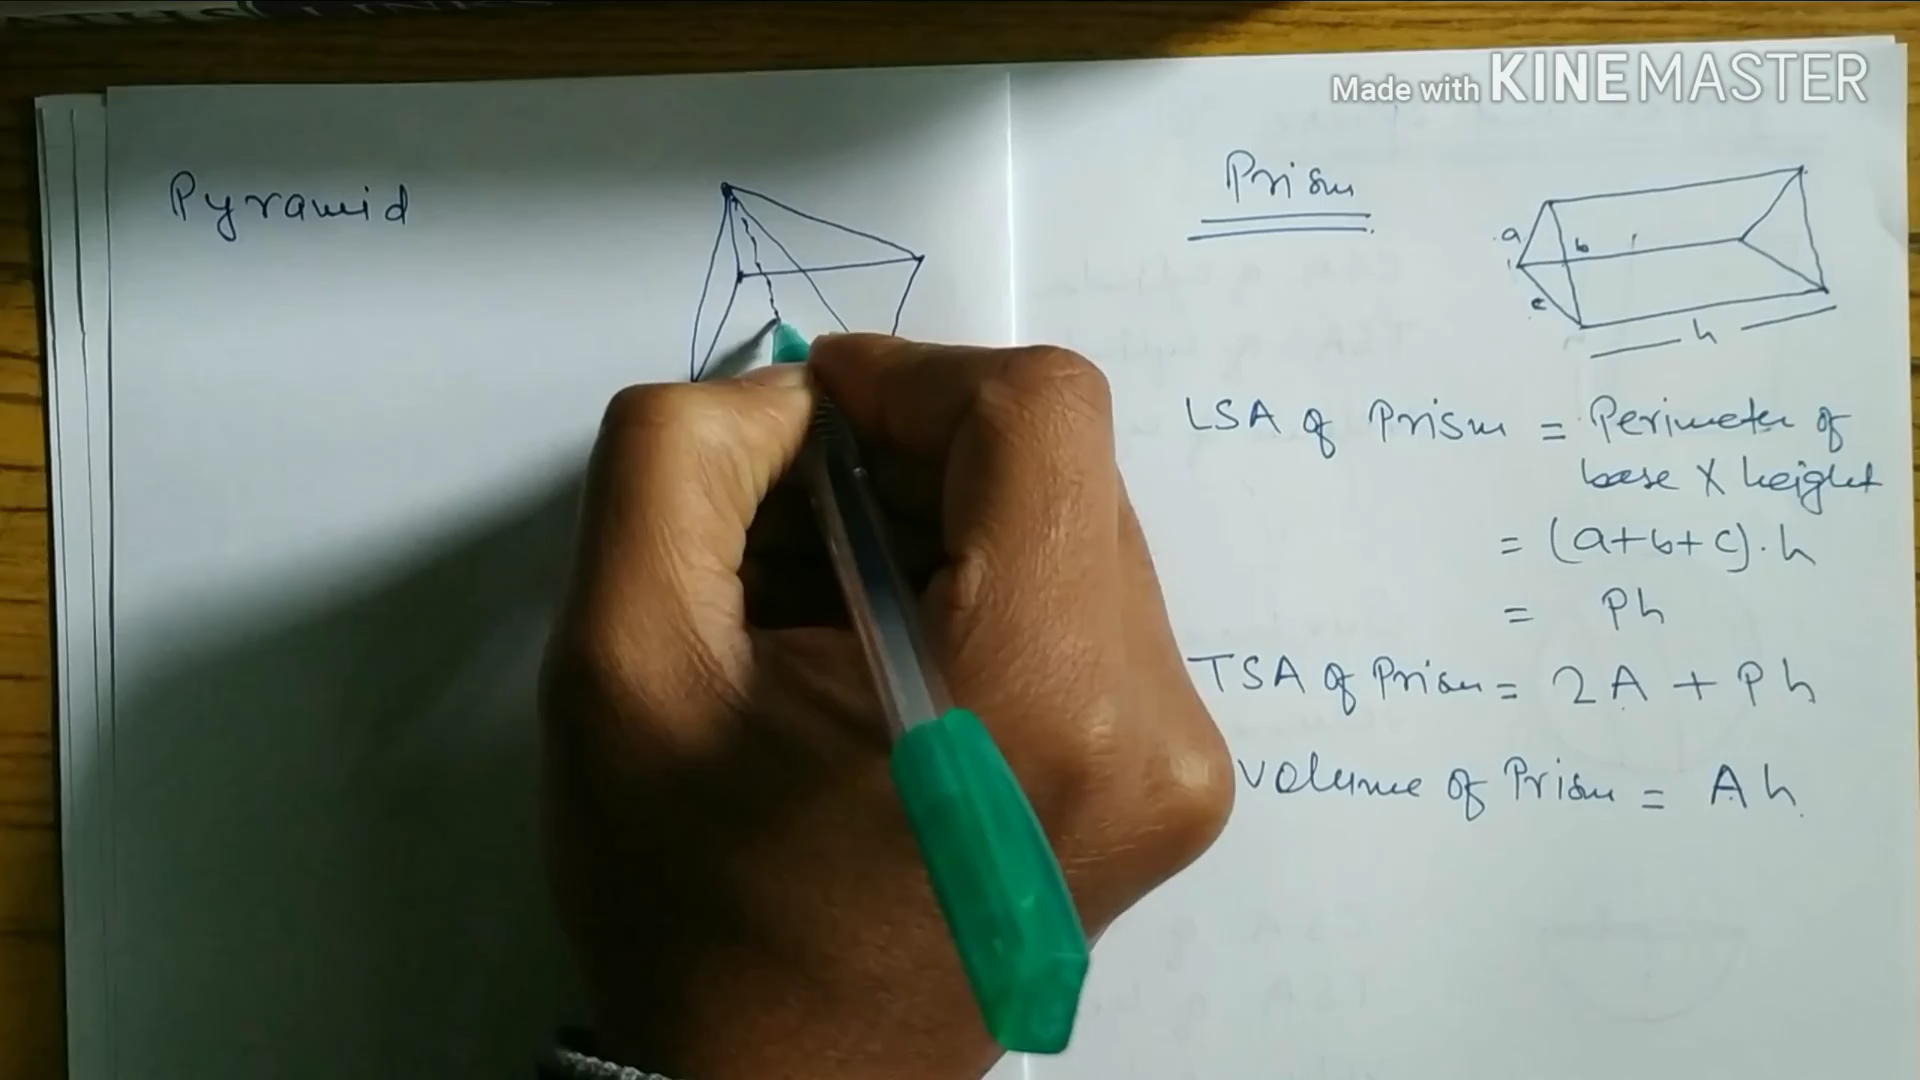 Made with KINEMASTER
Pyramid
Prism
a
b
c
h
LSA of Prism = Perimeter of
base X height
= (a+b+c).h
= Ph
TSA of Prism = 2A + Ph
Volume of Prism = Ah